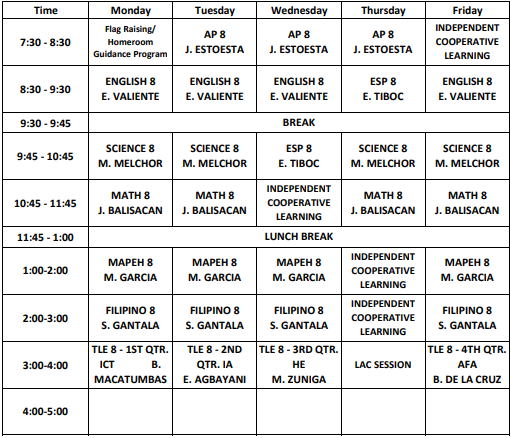 Time Monday Tuesday Wednesday Thursday Friday
7:30 - 8:30
Flag Raising/
Homeroom
Guidance Program
AP 8
J. ESTOESTA
AP 8
J. ESTOESTA
AP 8
J. ESTOESTA
INDEPENDENT
COOPERATIVE
LEARNING
8:30 - 9:30
ENGLISH 8
E. VALIENTE
ENGLISH 8
E. VALIENTE
ENGLISH 8
E. VALIENTE
ESP 8
E. TIBOC
ENGLISH 8
E. VALIENTE
9:30 - 9:45
BREAK
9:45 - 10:45
SCIENCE 8
M. MELCHOR
SCIENCE 8
M. MELCHOR
ESP 8
E. TIBOC
SCIENCE 8
M. MELCHOR
SCIENCE 8
M. MELCHOR
10:45 - 11:45
MATH 8
J. BALISACAN
MATH 8
J. BALISACAN
INDEPENDENT
COOPERATIVE
LEARNING
MATH 8
J. BALISACAN
MATH 8
J. BALISACAN
11:45 - 1:00
LUNCH BREAK
1:00-2:00
MAPEH 8
M. GARCIA
MAPEH 8
M. GARCIA
MAPEH 8
M. GARCIA
INDEPENDENT
COOPERATIVE
LEARNING
MAPEH 8
M. GARCIA
2:00-3:00
FILIPINO 8
S. GANTALA
FILIPINO 8
S. GANTALA
FILIPINO 8
S. GANTALA
INDEPENDENT
COOPERATIVE
LEARNING
FILIPINO 8
S. GANTALA
3:00-4:00
TLE 8 - 1ST QTR.
ICT B.
MACATUMBAS
TLE 8 - 2ND
QTR. IA
E. AGBAYANI
TLE 8 - 3RD QTR.
HE
M. ZUNIGA
LAC SESSION
TLE 8 - 4TH QTR.
AFA
B. DE LA CRUZ
4:00-5:00